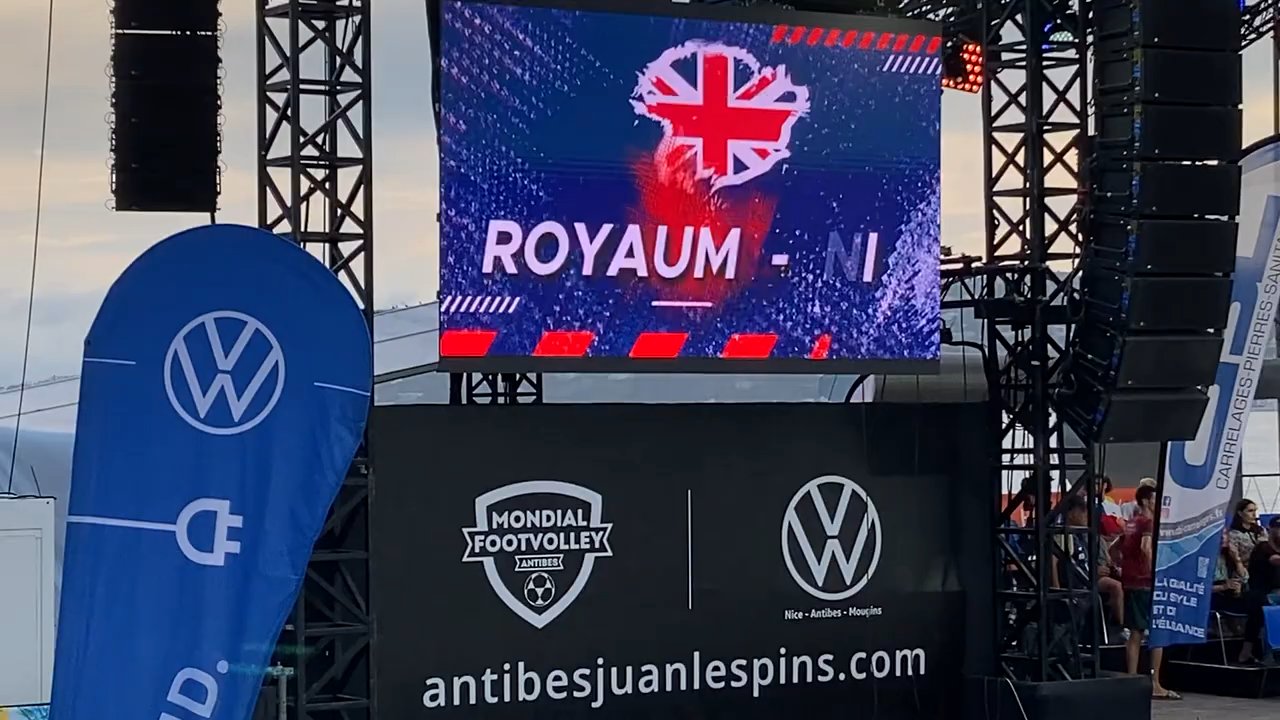 ROYAUM - NI
MONDIAL
FOOTVOLLEY
ANTIBES
Nice - Antibes - Mougins
antibesjuanlespins.com
D.
CARRELAGES-PIERRES-SANI
LA QUALITÉ
DU STYLE
ET DE
L'ÉLÉGANCE